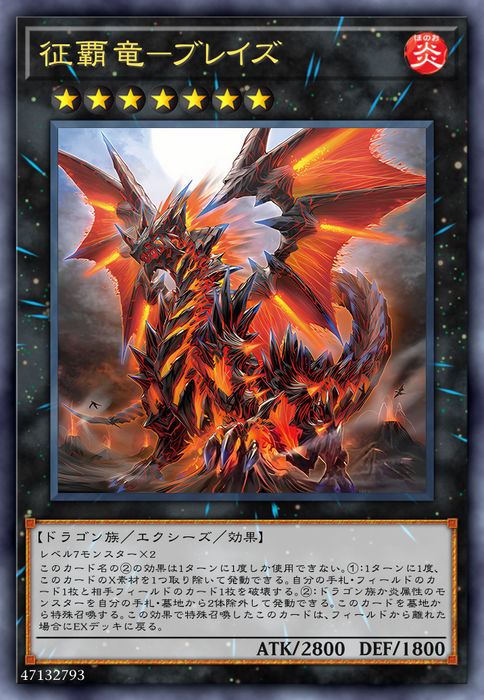 征覇竜－ブレイズ
ほのお
炎
【ドラゴン族／エクシーズ／効果】
レベル7モンスター×2
このカード名の②の効果は1ターンに1度しか使用できない。①：1ターンに1度、
このカードのX素材を1つ取り除いて発動できる。自分の手札・フィールドのカ
ード1枚と相手フィールドのカード1枚を破壊する。②：ドラゴン族か炎属性のモ
ンスターを自分の手札・墓地から2体除外して発動できる。このカードを墓地か
ら特殊召喚する。この効果で特殊召喚したこのカードは、フィールドから離れた
場合にEXデッキに戻る。
ATK/2800 DEF/1800
47132793